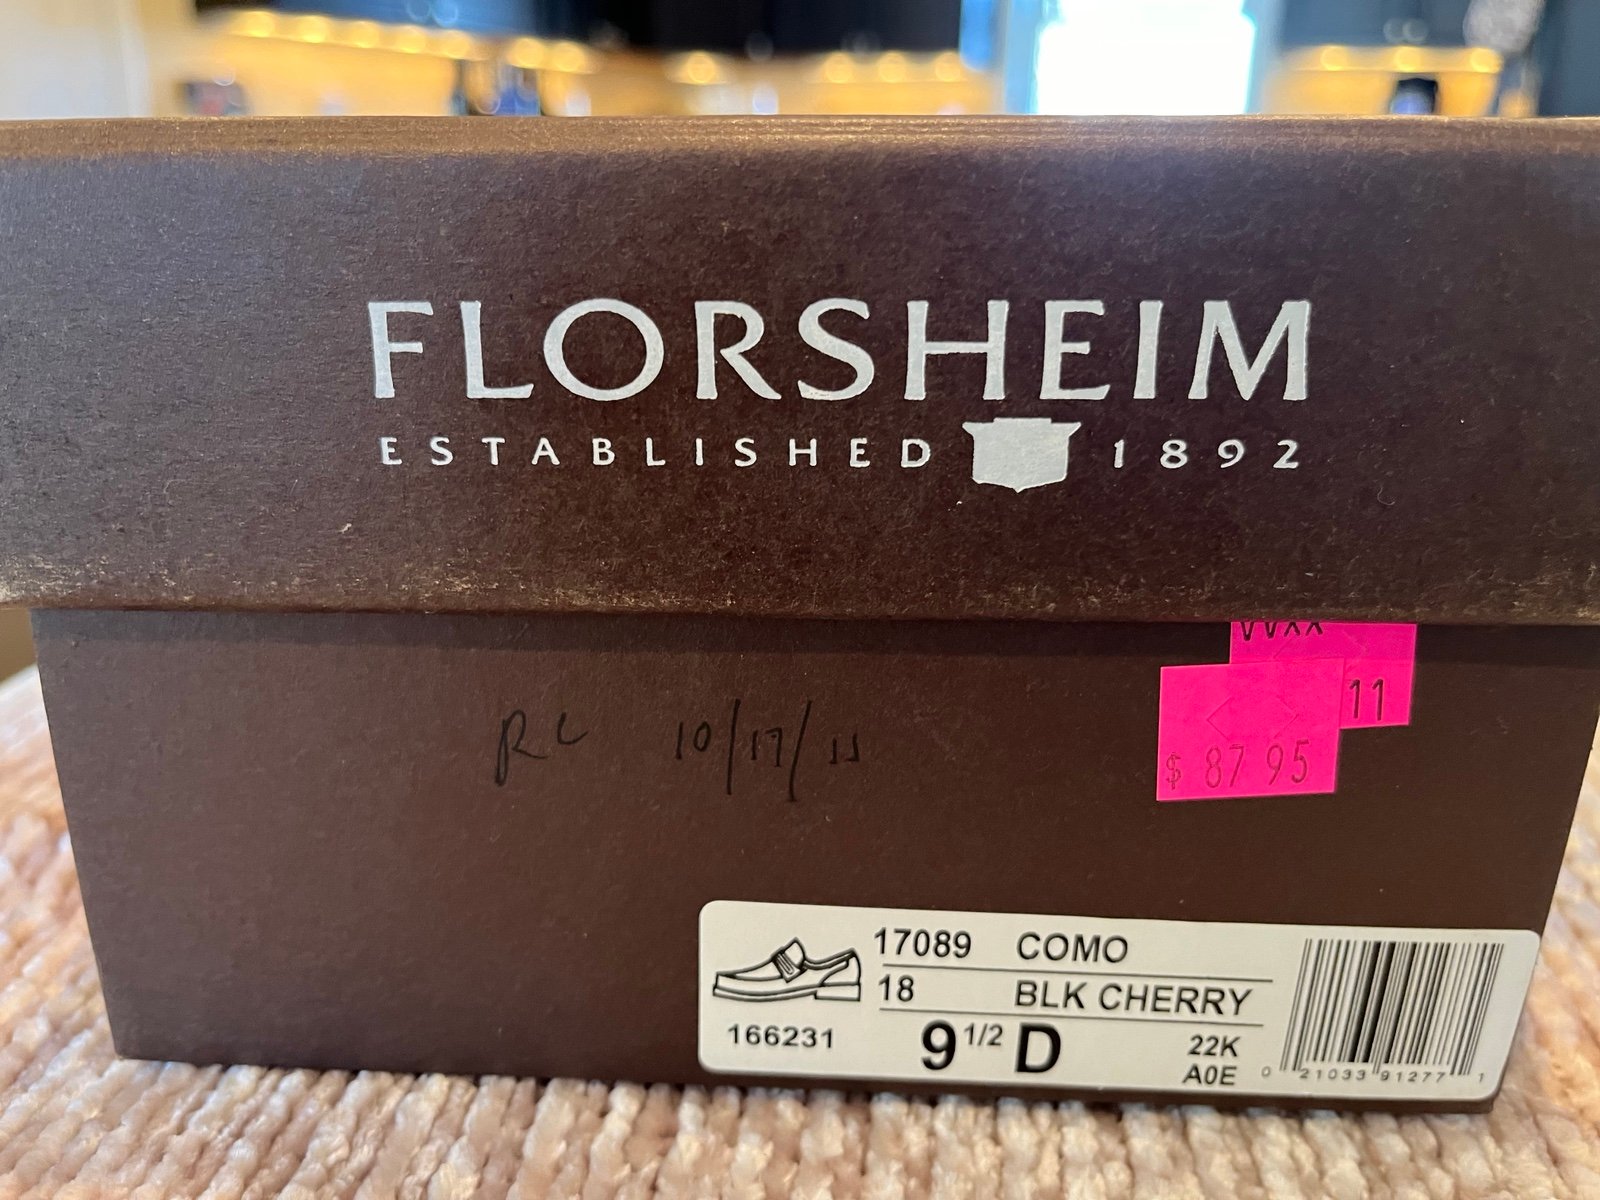 FLORSHEIM
ESTABLISHED 1892
11
$ 87 95
RC 10/17/11
17089 COMO
18 BLK CHERRY
166231 9 1/2 D 22K
A0E
0 21033 91277 1